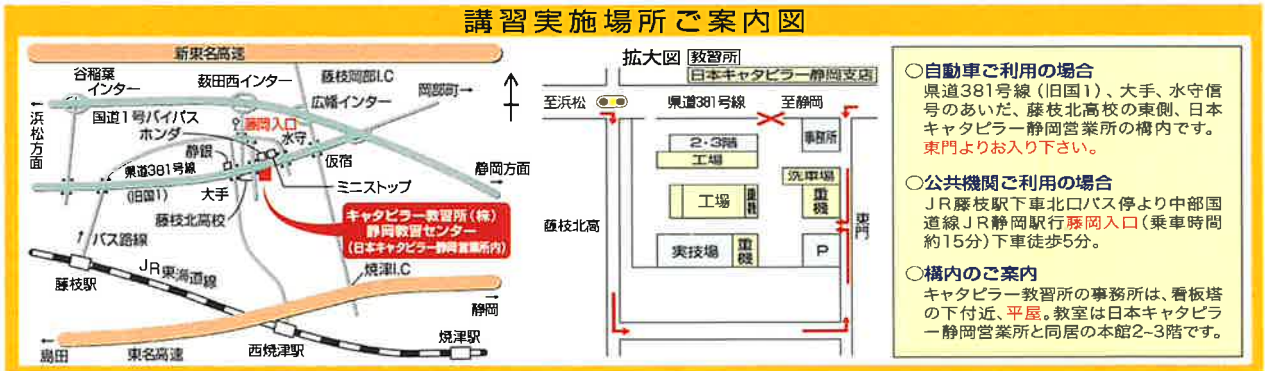 講習実施場所ご案内図
新東名高速
谷稲葉
インター
薮田西インター
藤枝岡部I.C
岡部町→
広幡インター
←浜松方面
国道1号バイパス
藤岡入口
ホンダ
水守
静銀
県道381号線
(旧国1)
大手
仮宿
静岡方面
→
ミニストップ
藤枝北高校
キャタピラー教習所(株)
静岡教習センター
(日本キャタピラー静岡営業所内)
↑バス路線
JR東海道線
藤枝駅
焼津I.C
静岡
→
←
島田
東名高速
西焼津駅
焼津駅
拡大図 教習所
日本キャタピラー静岡支店
至浜松
県道381号線
至静岡
2・3階
工場
事務所
洗車場
工場
重機
重機
藤枝北高
東門
実技場
重機
P
○自動車ご利用の場合
県道381号線(旧国1)、大手、水守信
号のあいだ、藤枝北高校の東側、日本
キャタピラー静岡営業所の構内です。
東門よりお入り下さい。
○公共機関ご利用の場合
JR藤枝駅下車北口バス停より中部国
道線JR静岡駅行藤岡入口(乗車時間
約15分)下車徒歩5分。
○構内のご案内
キャタピラー教習所の事務所は、看板塔
の下付近、平屋。教室は日本キャタピラ
ー静岡営業所と同居の本館2~3階です。